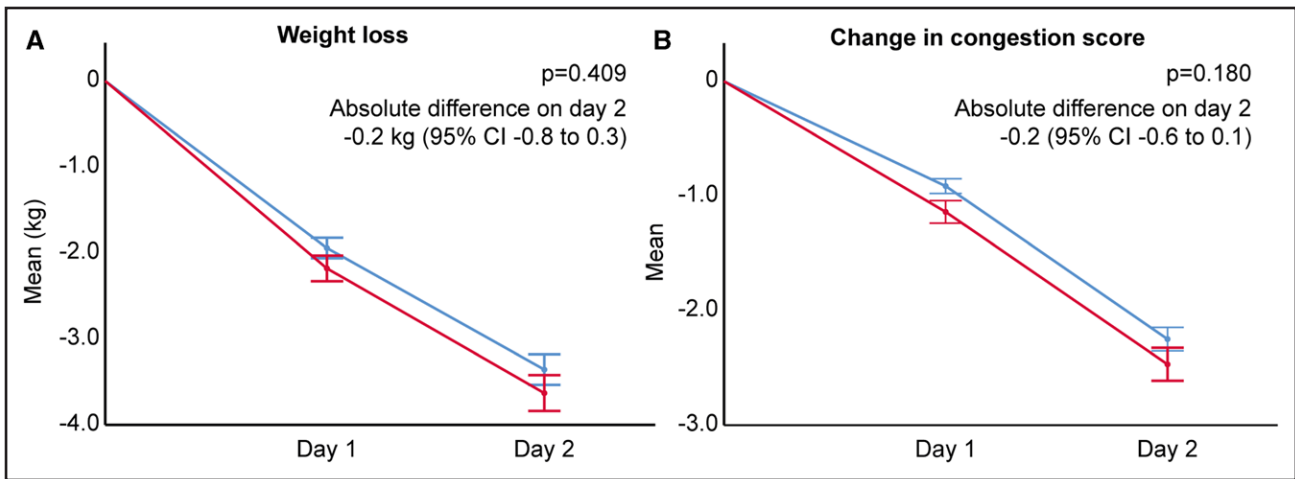 A
Weight loss
p=0.409
Absolute difference on day 2
-0.2 kg (95% CI -0.8 to 0.3)
Mean (kg)
0
-1.0
-2.0
-3.0
-4.0
Day 1
Day 2
B
Change in congestion score
p=0.180
Absolute difference on day 2
-0.2 (95% CI -0.6 to 0.1)
Mean
0
-1.0
-2.0
-3.0
Day 1
Day 2